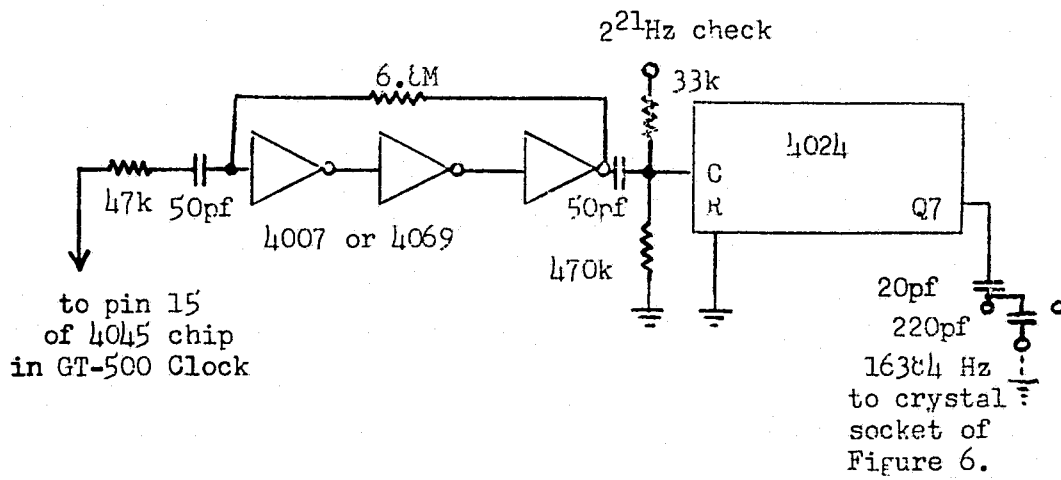 2²¹Hz check
6.8M
33k
4024
C
R
Q7
47k
50pf
50pf
4007 or 4069
470k
to pin 15
of 4045 chip
in GT-500 Clock
20pf
220pf
16384 Hz
to crystal
socket of
Figure 6.